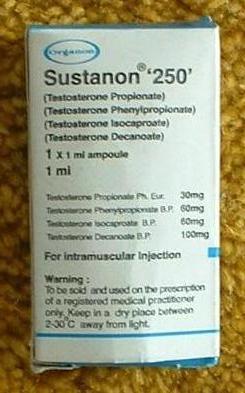 Organon
Sustanon® '250'
(Testosterone Propionate)
(Testosterone Phenylpropionate)
(Testosterone Isocaproate)
(Testosterone Decanoate)
1 x 1 ml ampoule
1 ml
Testosterone Propionate Ph. Eur. 30mg
Testosterone Phenylpropionate B.P. 60mg
Testosterone Isocaproate B.P. 60mg
Testosterone Decanoate B.P. 100mg
For intramuscular Injection
Warning :
To be sold and used on the prescription
of a registered medical practitioner
only. Keep in a dry place between
2-30°C away from light.